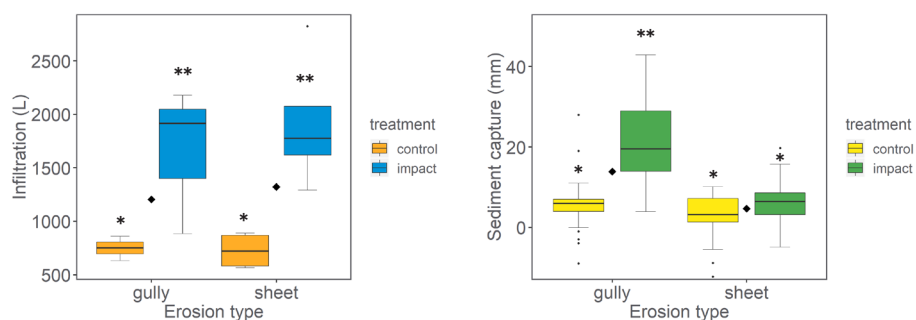 2500
2000
1500
1000
500
Infiltration (L)
**
**
*
*
gully
sheet
Erosion type
treatment
control
impact
40
20
0
Sediment capture (mm)
**
*
*
*
gully
sheet
Erosion type
treatment
control
impact